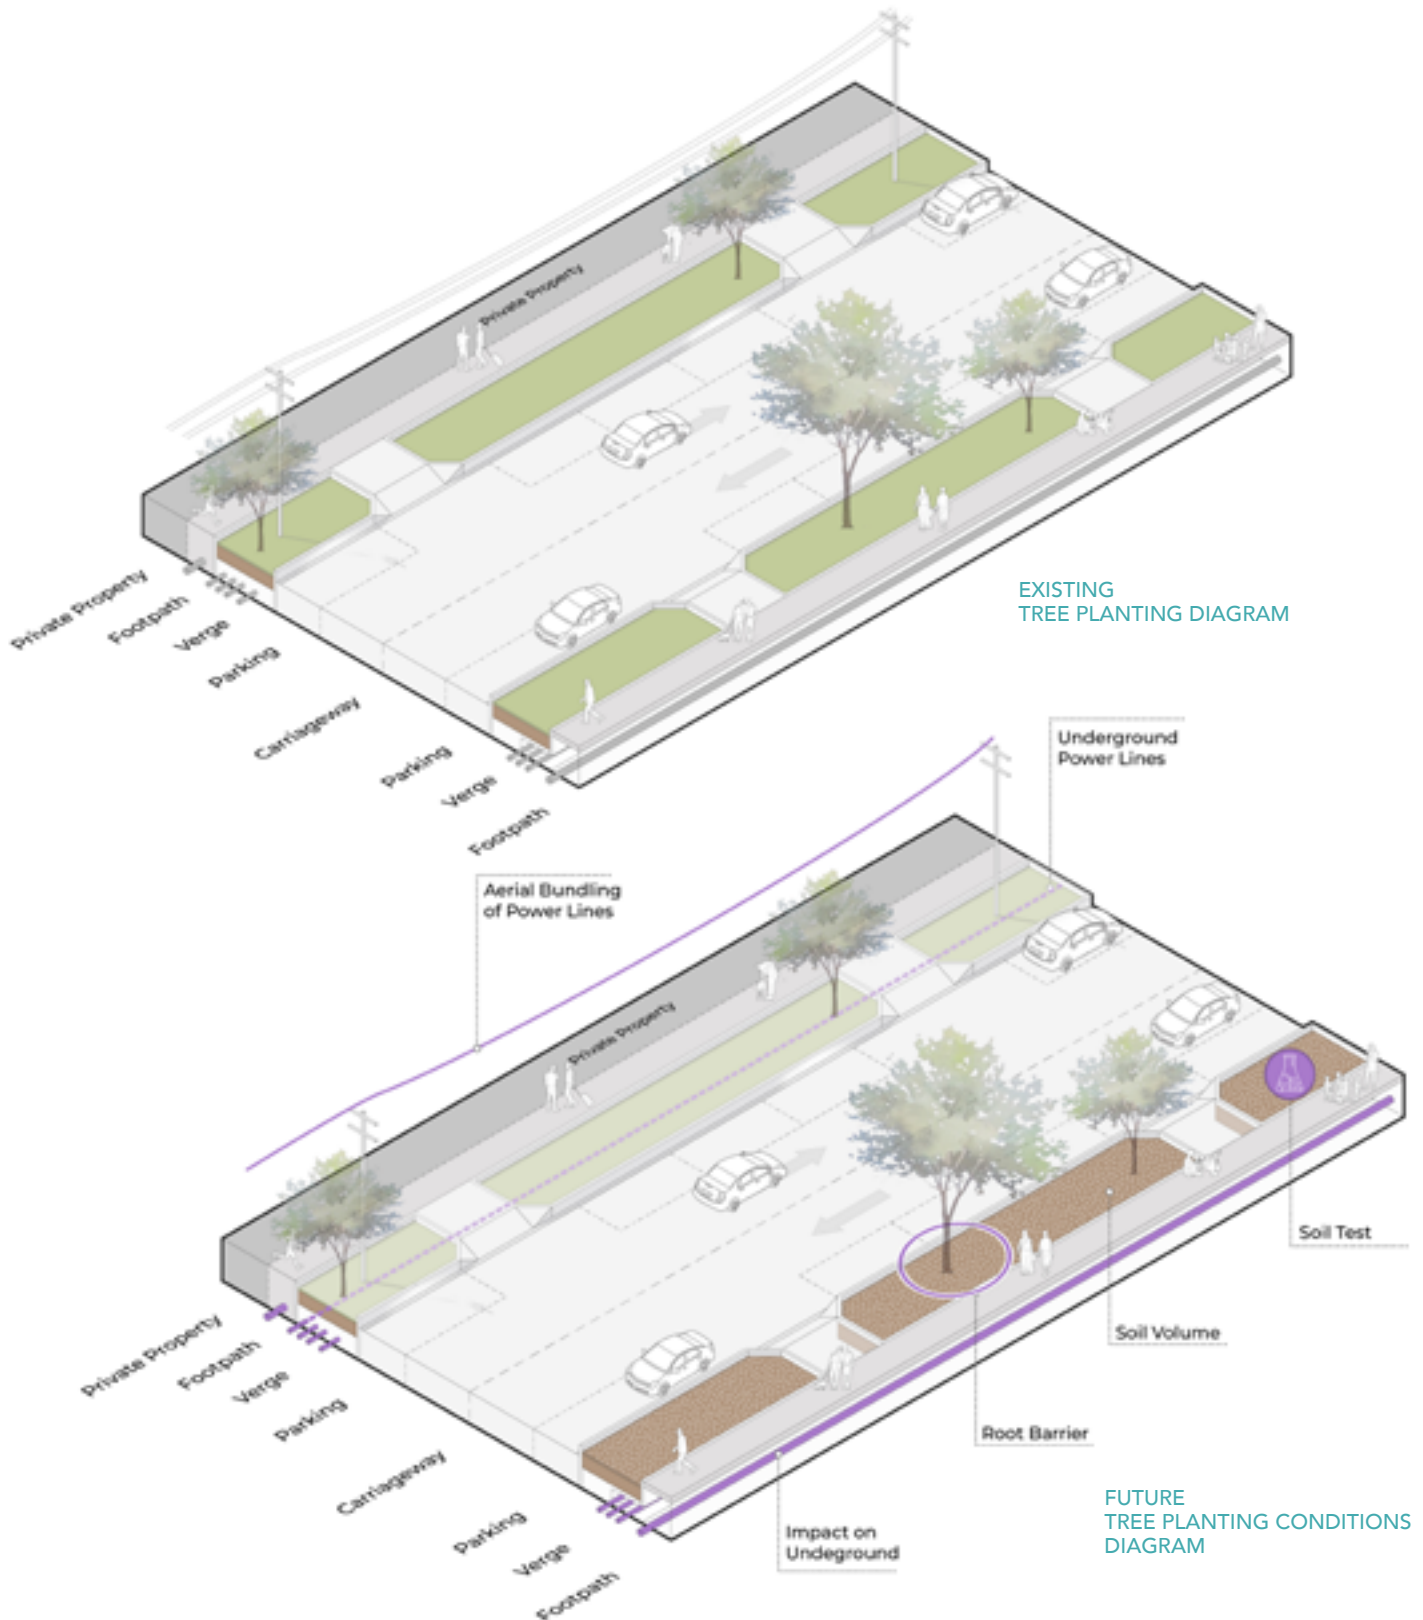 Private Property
EXISTING
TREE PLANTING DIAGRAM
Private Property
Footpath
Verge
Parking
Carriageway
Parking
Verge
Footpath
Underground
Power Lines
Aerial Bundling
of Power Lines
Private Property
Soil Test
Soil Volume
Root Barrier
Private Property
Footpath
Verge
Parking
Carriageway
Parking
Verge
Footpath
Impact on
Undeground
FUTURE
TREE PLANTING CONDITIONS
DIAGRAM